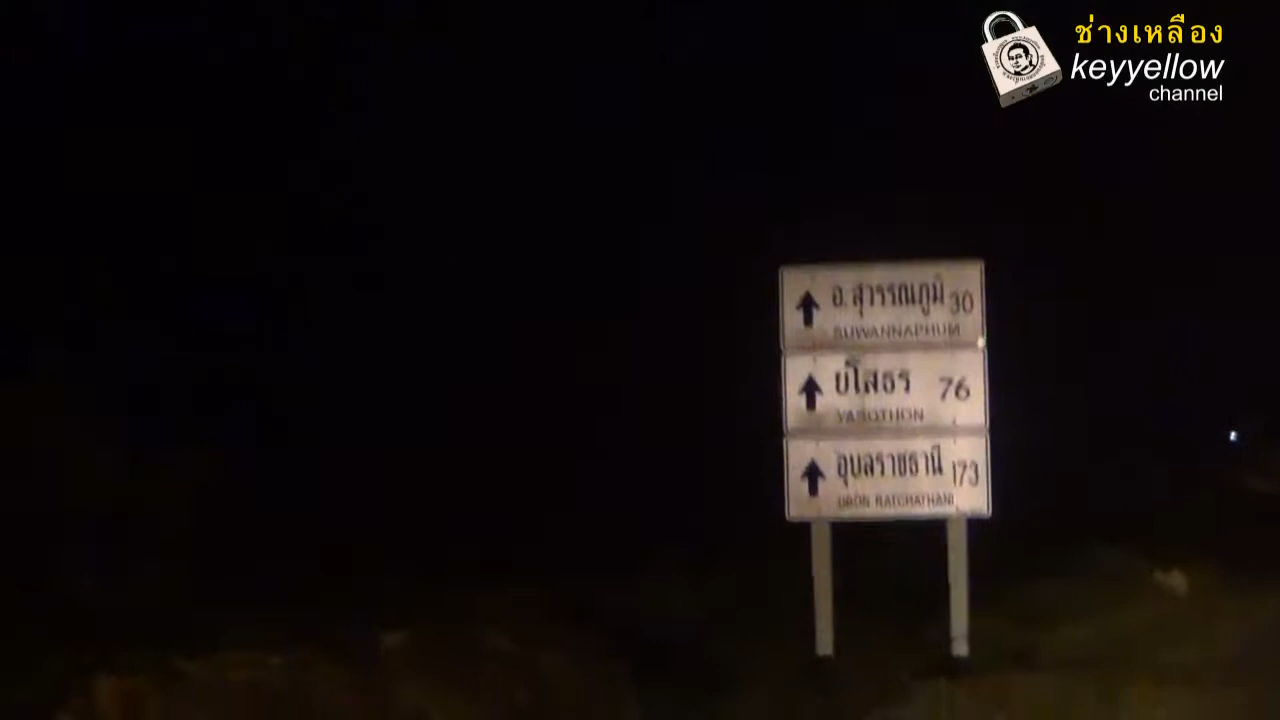 ช่างเหลือง
keyyellow
channel
อ.สุวรรณภูมิ 30
SUWANNAPHUM
ยโสธร 76
YASOTHON
อุบลราชธานี 173
UBON RATCHATHANI